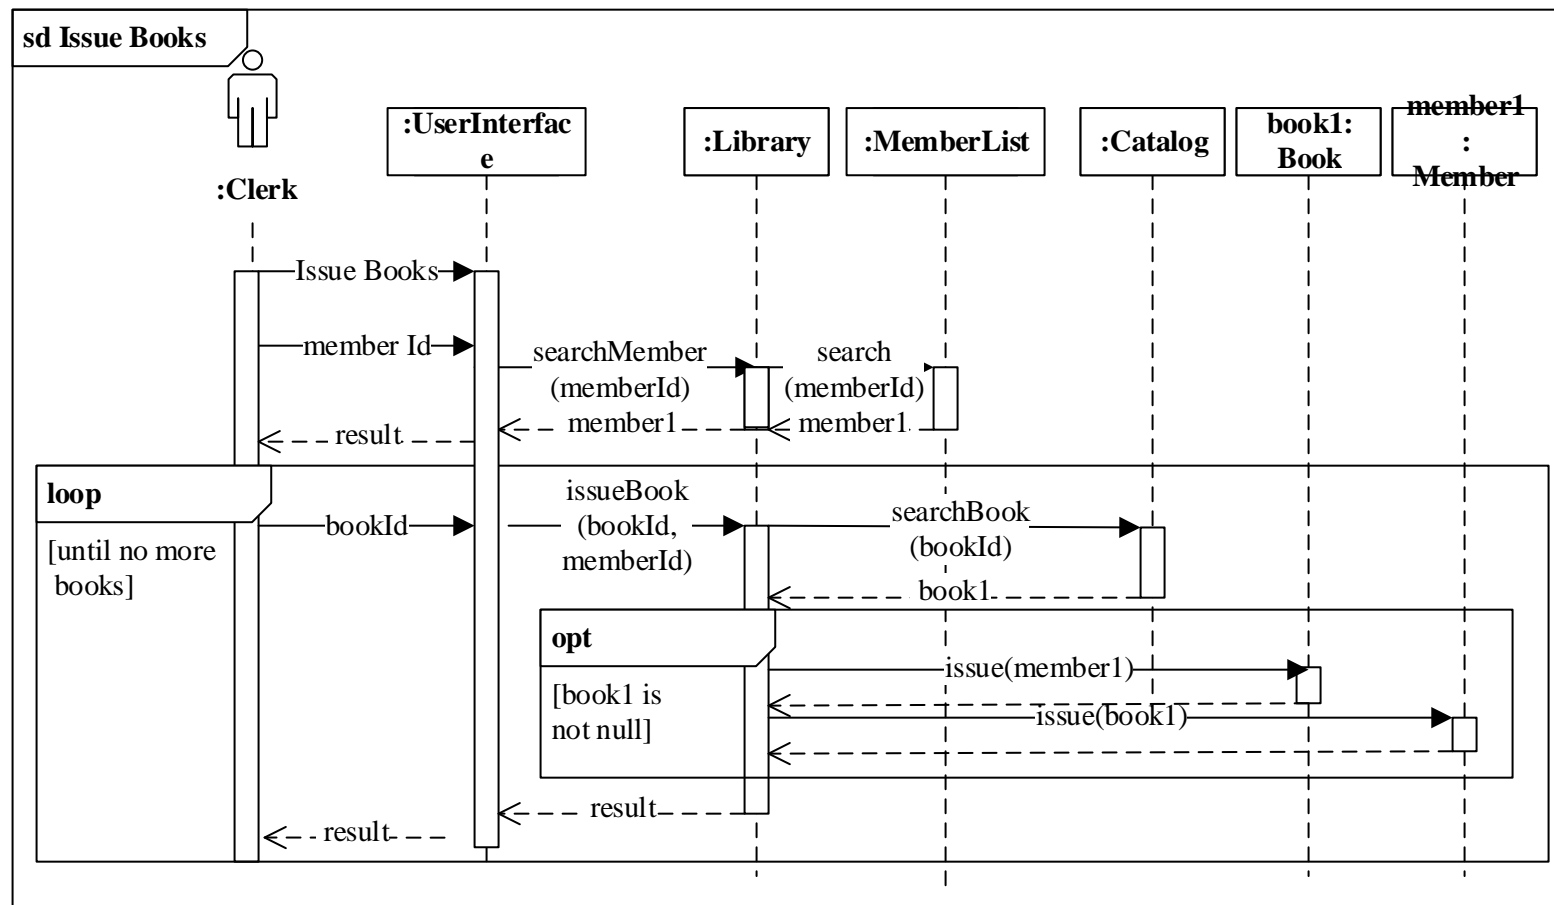 sd Issue Books
:Clerk
:UserInterfac
e
:Library
:MemberList
:Catalog
book1:
Book
member1
:
Member
Issue Books
member Id
searchMember
(memberId)
search
(memberId)
member1
member1
result
loop
[until no more
books]
bookId
issueBook
(bookId,
memberId)
searchBook
(bookId)
book1
opt
[book1 is
not null]
issue(member1)
issue(book1)
result
result